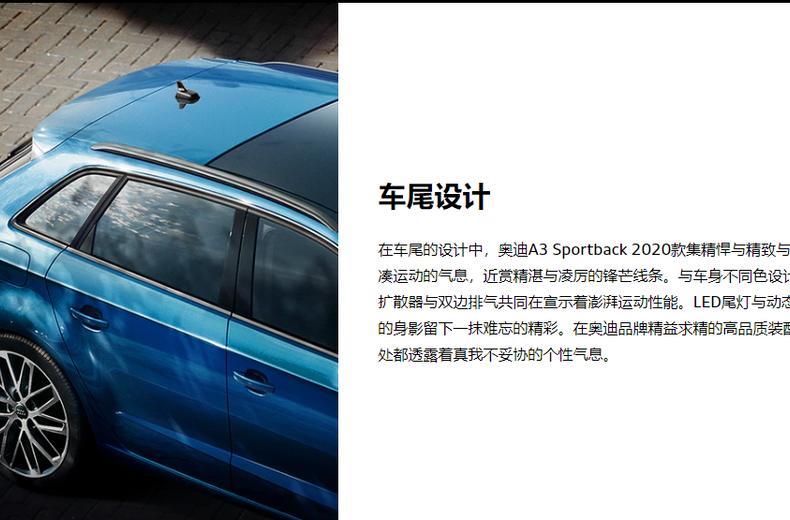 车尾设计
在车尾的设计中，奥迪A3 Sportback 2020款集精悍与精致与
凑运动的气息，近赏精湛与凌厉的锋芒线条。与车身不同色设计
扩散器与双边排气共同在宣示着澎湃运动性能。LED尾灯与动态
的身影留下一抹难忘的精彩。在奥迪品牌精益求精的高品质装配
处都透露着真我不妥协的个性气息。